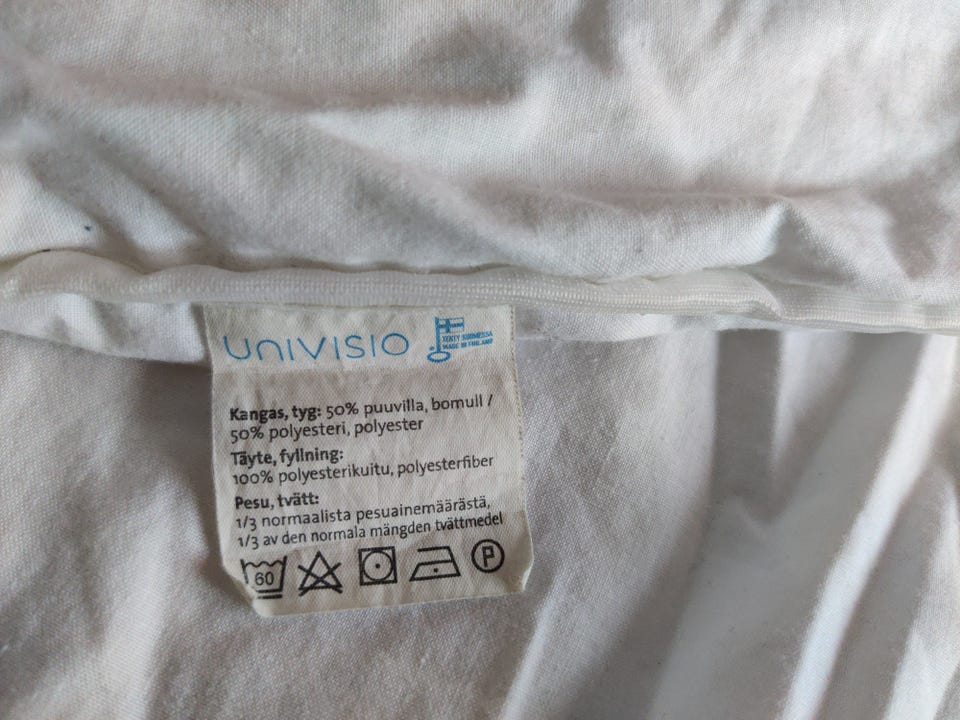 UNIVISIO
TEHTY SUOMESSA
MADE IN FINLAND
Kangas, tyg: 50% puuvilla, bomull /
50% polyesteri, polyester
Täyte, fyllning:
100% polyesterikuitu, polyesterfiber
Pesu, tvätt:
1/3 normaalista pesuainemäärästä,
1/3 av den normala mängden tvättmedel
60 P